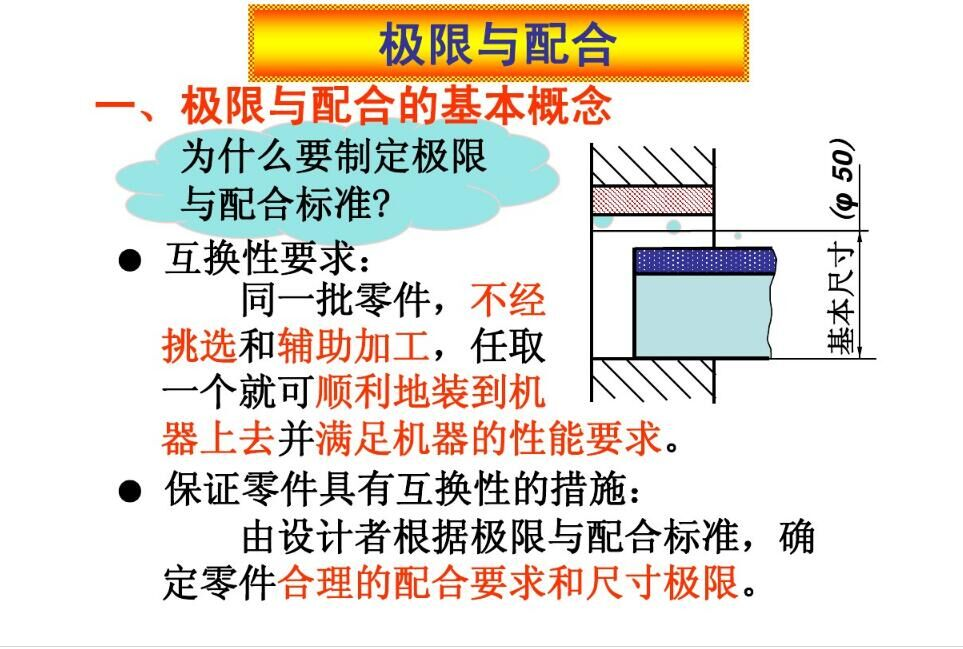 极限与配合
一、极限与配合的基本概念
为什么要制定极限
与配合标准?
● 互换性要求：
同一批零件，不经
挑选和辅助加工，任取
一个就可顺利地装到机
器上去并满足机器的性能要求。
● 保证零件具有互换性的措施：
由设计者根据极限与配合标准，确
定零件合理的配合要求和尺寸极限。
基本尺寸 (φ 50)